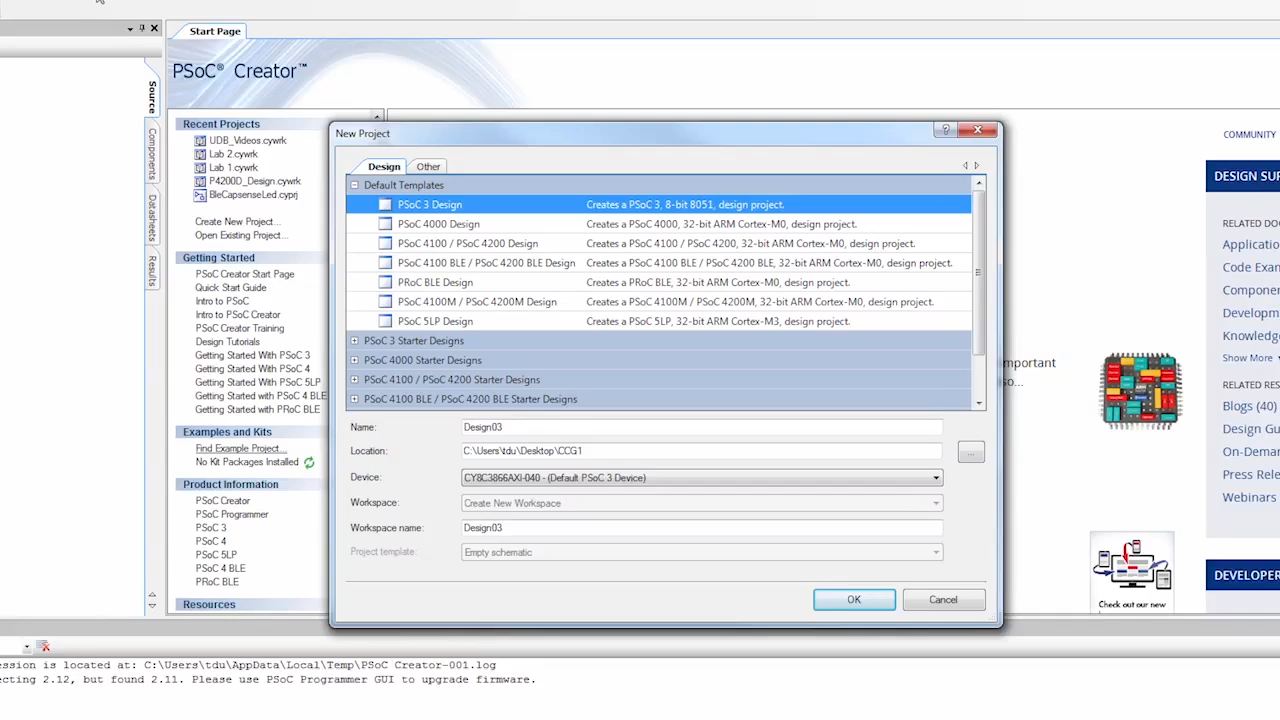 Start Page
PSoC® Creator™
Source
Components
Datasheets
Results
Recent Projects
UDB_Videos.cywrk
Lab 2.cywrk
Lab 1.cywrk
P4200D_Design.cywrk
BleCapsenseLed.cyprj
Create New Project...
Open Existing Project...
Getting Started
PSoC Creator Start Page
Quick Start Guide
Intro to PSoC
Intro to PSoC Creator
PSoC Creator Training
Design Tutorials
Getting Started With PSoC 3
Getting Started With PSoC 4
Getting Started With PSoC 5LP
Getting Started with PSoC 4 BLE
Getting Started with PRoC BLE
Examples and Kits
Find Example Project...
No Kit Packages Installed
Product Information
PSoC Creator
PSoC Programmer
PSoC 3
PSoC 4
PSoC 5LP
PSoC 4 BLE
PRoC BLE
Resources
New Project
Design Other
Default Templates
PSoC 3 Design Creates a PSoC 3, 8-bit 8051, design project.
PSoC 4000 Design Creates a PSoC 4000, 32-bit ARM Cortex-M0, design project.
PSoC 4100 / PSoC 4200 Design Creates a PSoC 4100 / PSoC 4200, 32-bit ARM Cortex-M0, design project.
PSoC 4100 BLE / PSoC 4200 BLE Design Creates a PSoC 4100 BLE / PSoC 4200 BLE, 32-bit ARM Cortex-M0, design project.
PRoC BLE Design Creates a PRoC BLE, 32-bit ARM Cortex-M0, design project.
PSoC 4100M / PSoC 4200M Design Creates a PSoC 4100M / PSoC 4200M, 32-bit ARM Cortex-M0, design project.
PSoC 5LP Design Creates a PSoC 5LP, 32-bit ARM Cortex-M3, design project.
PSoC 3 Starter Designs
PSoC 4000 Starter Designs
PSoC 4100 / PSoC 4200 Starter Designs
PSoC 4100 BLE / PSoC 4200 BLE Starter Designs
Name: Design03
Location: C:\Users\tdu\Desktop\CCG1 ...
Device: CY8C3866AXI-040 - (Default PSoC 3 Device)
Workspace: Create New Workspace
Workspace name: Design03
Project template: Empty schematic
OK Cancel
COMMUNITY
DESIGN SUP
RELATED DOC
Applicatio
Code Exam
Componen
Developm
Knowledge
Show More
RELATED RES
Blogs (40)
Design Gu
On-Deman
Press Rele
Webinars
DEVELOPER
mportant
so...
Check out our new
ession is located at: C:\Users\tdu\AppData\Local\Temp\PSoC Creator-001.log
ecting 2.12, but found 2.11. Please use PSoC Programmer GUI to upgrade firmware.